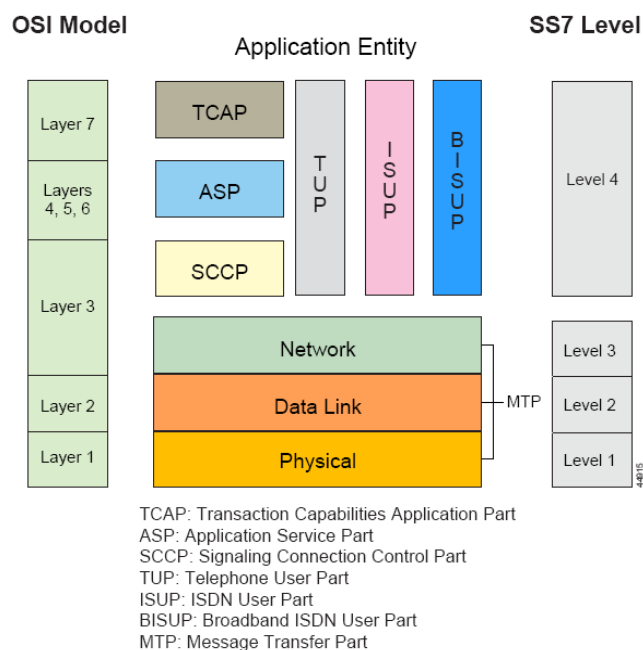 OSI Model
Application Entity
SS7 Level
Layer 7
Layers
4, 5, 6
Layer 3
Layer 2
Layer 1
TCAP
ASP
SCCP
TUP
ISUP
BISUP
Network
Data Link
Physical
MTP
Level 4
Level 3
Level 2
Level 1
44915
TCAP: Transaction Capabilities Application Part
ASP: Application Service Part
SCCP: Signaling Connection Control Part
TUP: Telephone User Part
ISUP: ISDN User Part
BISUP: Broadband ISDN User Part
MTP: Message Transfer Part